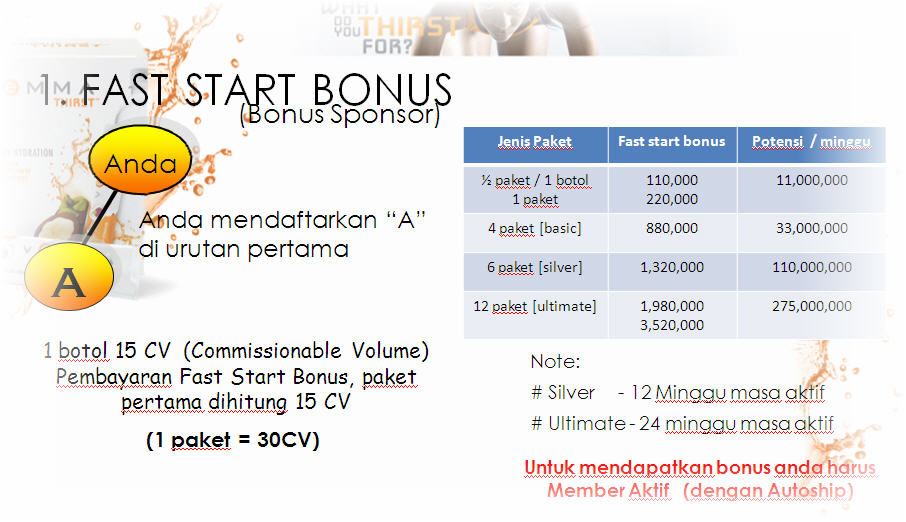 WHAT
DO YOU THIRST
FOR?
1. FAST START BONUS
(Bonus Sponsor)
EMMA
THIRST
HYDRATION
Anda
Anda mendaftarkan “A”
di urutan pertama
A
Jenis Paket Fast start bonus Potensi / minggu
½ paket / 1 botol 110,000 11,000,000
1 paket 220,000
4 paket [basic] 880,000 33,000,000
6 paket [silver] 1,320,000 110,000,000
12 paket [ultimate] 1,980,000 275,000,000
3,520,000
1 botol 15 CV (Commissionable Volume)
Pembayaran Fast Start Bonus, paket
pertama dihitung 15 CV
(1 paket = 30CV)
Note:
# Silver - 12 Minggu masa aktif
# Ultimate - 24 minggu masa aktif
Untuk mendapatkan bonus anda harus
Member Aktif (dengan Autoship)